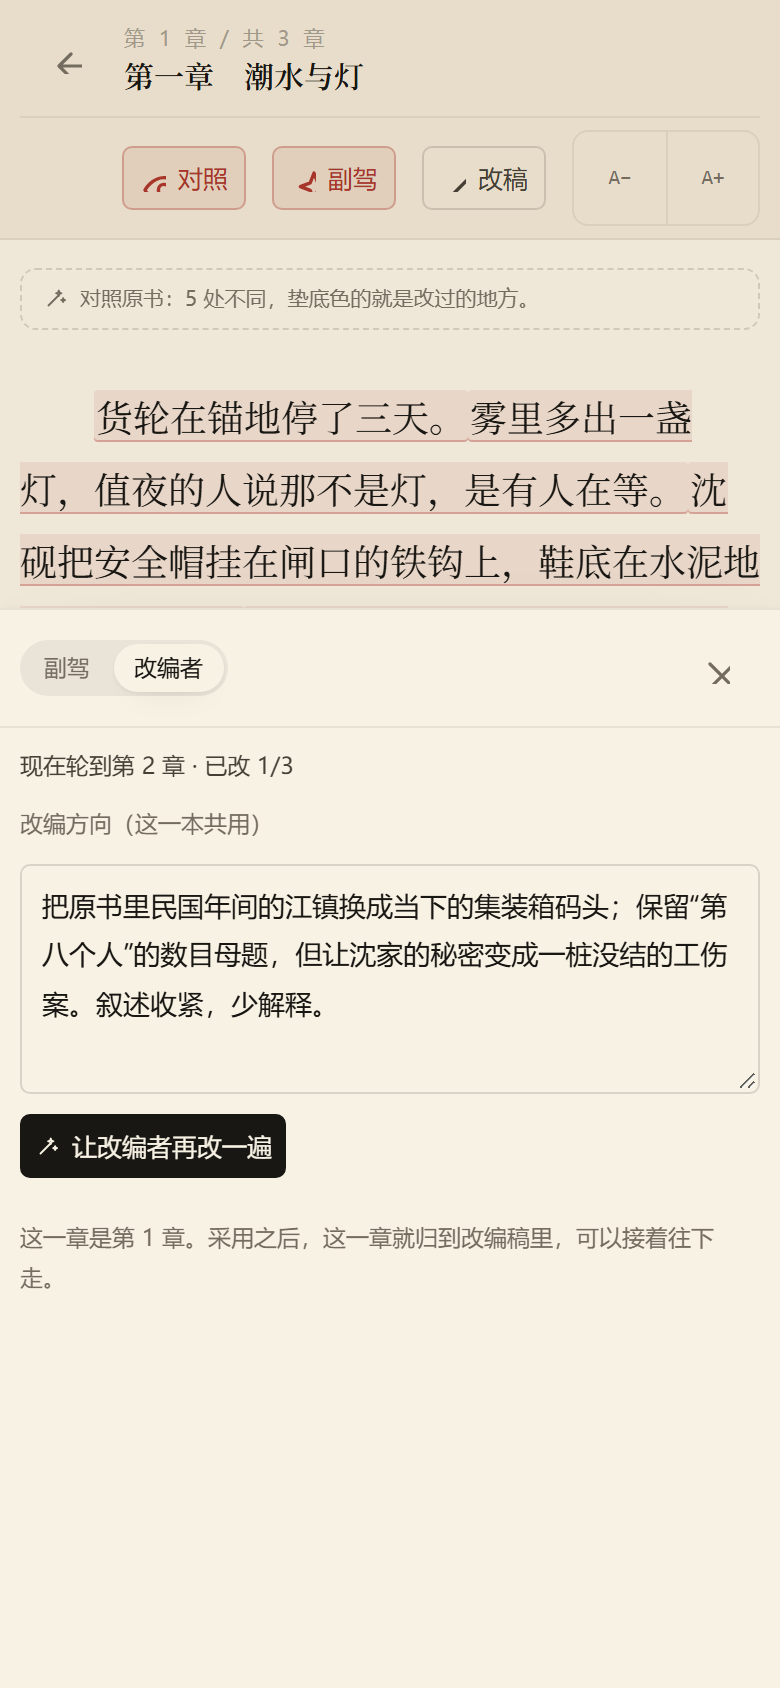 第 1 章 / 共 3 章
第一章　潮水与灯
对照 副驾 改稿 A− A+
对照原书：5 处不同，垫底色的就是改过的地方。
货轮在锚地停了三天。雾里多出一盏
灯，值夜的人说那不是灯，是有人在等。沈
砚把安全帽挂在闸口的铁钩上，鞋底在水泥地
副驾 改编者
现在轮到第 2 章 · 已改 1/3
改编方向（这一本共用）
把原书里民国年间的江镇换成当下的集装箱码头；保留“第
八个人”的数目母题，但让沈家的秘密变成一桩没结的工伤
案。叙述收紧，少解释。
让改编者再改一遍
这一章是第 1 章。采用之后，这一章就归到改编稿里，可以接着往下
走。